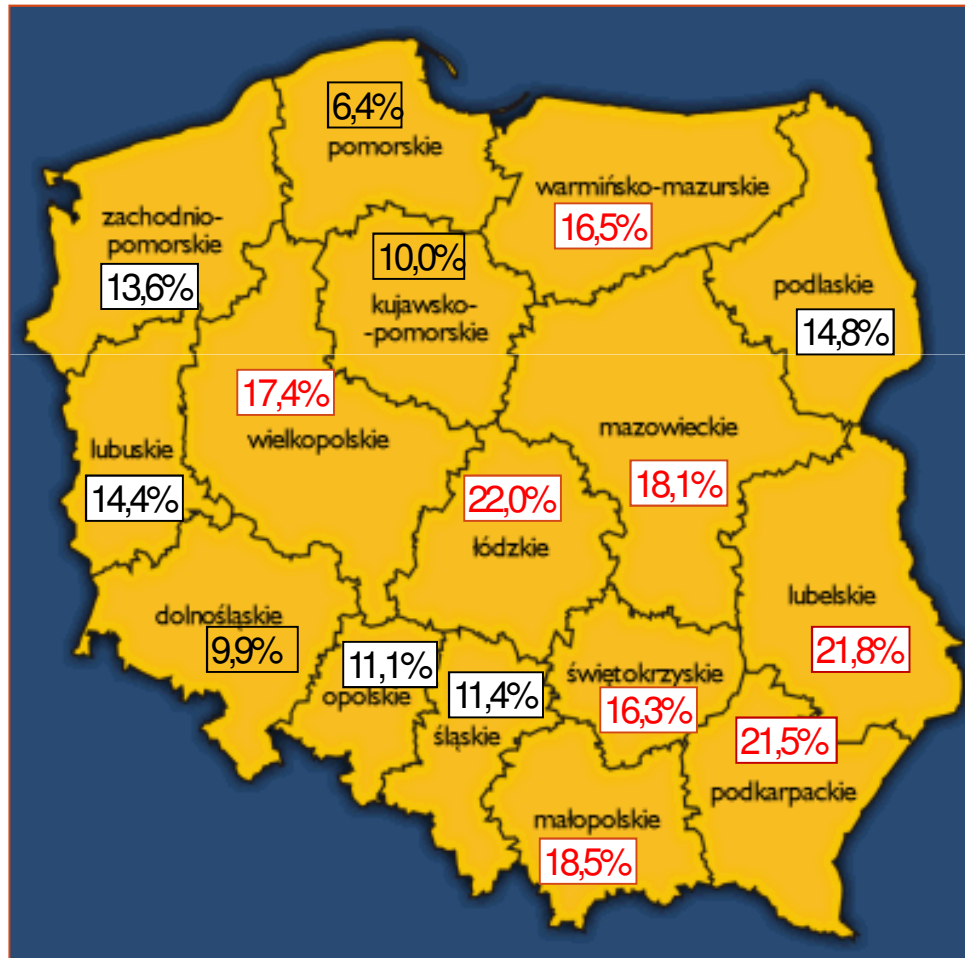 6,4%
pomorskie
warmińsko-mazurskie
16,5%
zachodnio-
pomorskie
13,6%
10,0%
kujawsko-
-pomorskie
podlaskie
14,8%
17,4%
wielkopolskie
mazowieckie
18,1%
lubuskie
14,4%
22,0%
łódzkie
lubelskie
21,8%
dolnośląskie
9,9%
11,1%
opolskie
11,4%
śląskie
świętokrzyskie
16,3%
21,5%
podkarpackie
małopolskie
18,5%